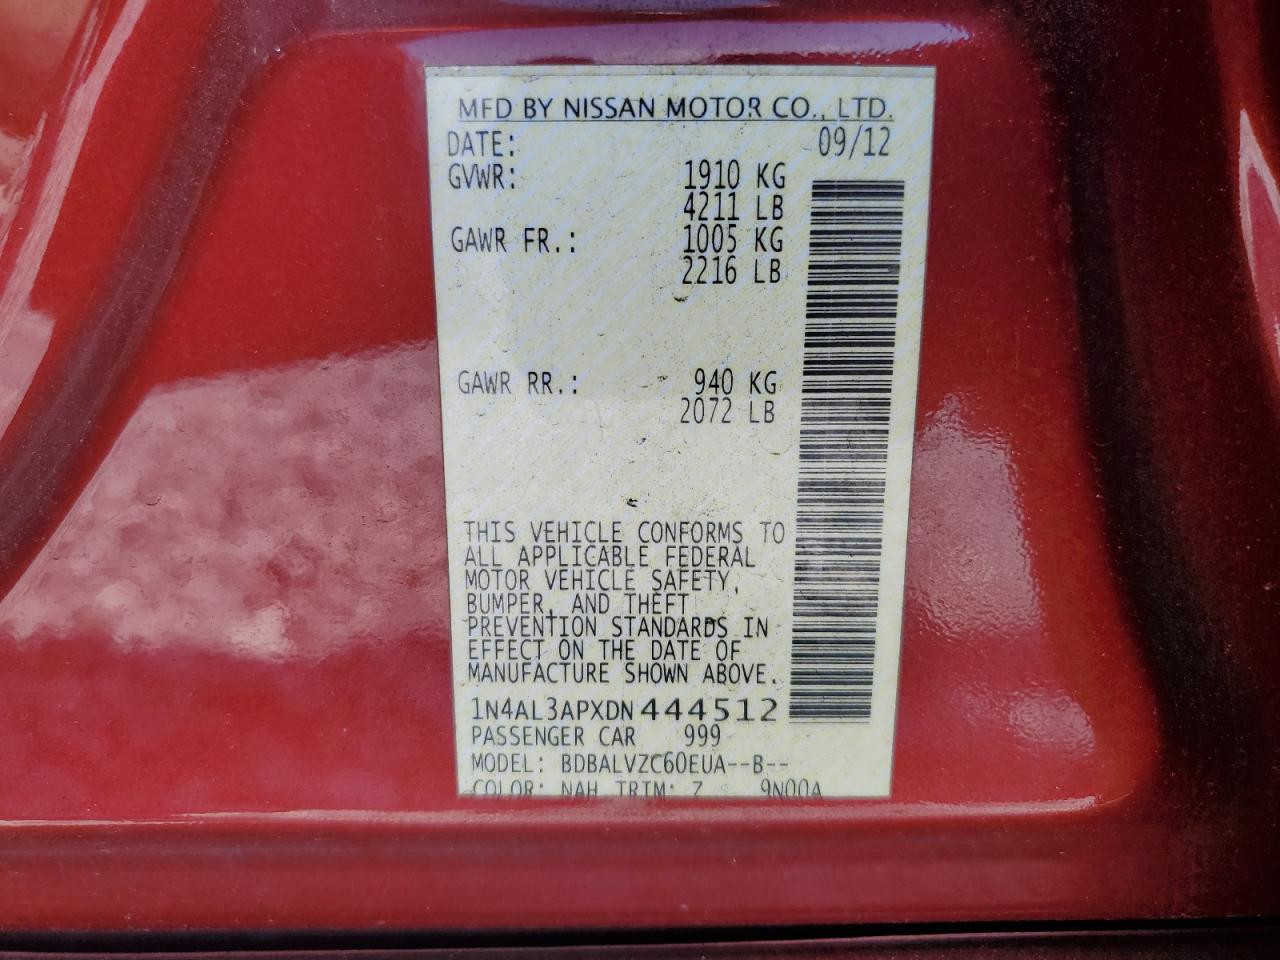 MFD BY NISSAN MOTOR CO., LTD.
DATE: 09/12
GVWR: 1910 KG
4211 LB
GAWR FR.: 1005 KG
2216 LB
GAWR RR.: 940 KG
2072 LB
THIS VEHICLE CONFORMS TO
ALL APPLICABLE FEDERAL
MOTOR VEHICLE SAFETY,
BUMPER, AND THEFT
PREVENTION STANDARDS IN
EFFECT ON THE DATE OF
MANUFACTURE SHOWN ABOVE.
1N4AL3APXDN444512
PASSENGER CAR 999
MODEL: BDBALVZC60EUA--B--
COLOR: NAH TRIM: Z 9N00A